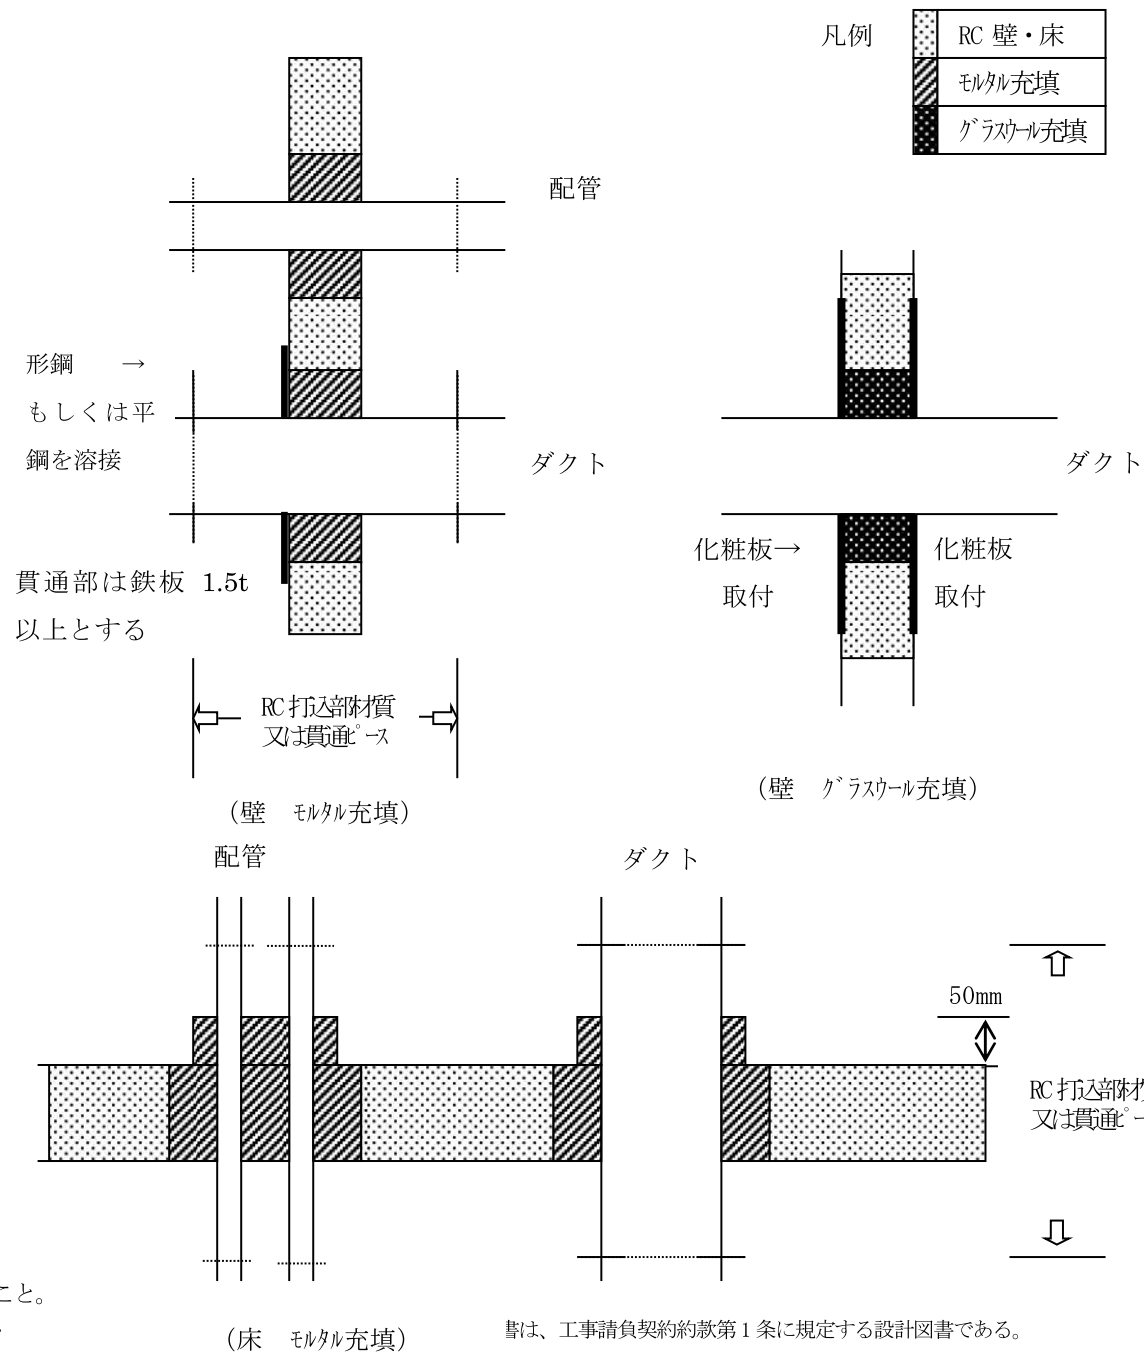 凡例
RC 壁・床
ﾓﾙﾀﾙ充填
ｸﾞﾗｽｳｰﾙ充填
配管
形鋼　　→
もしくは平
鋼を溶接
ダクト
貫通部は鉄板 1.5t
以上とする
RC 打込部材質
又は貫通ﾋﾟｰｽ
（壁　ﾓﾙﾀﾙ充填）
ダクト
化粧板→
取付
化粧板
取付
（壁　ｸﾞﾗｽｳｰﾙ充填）
配管
ダクト
50mm
RC 打込部材
又は貫通ﾋﾟｰ
こと。
（床　ﾓﾙﾀﾙ充填）
書は、工事請負契約約款第 1 条に規定する設計図書である。